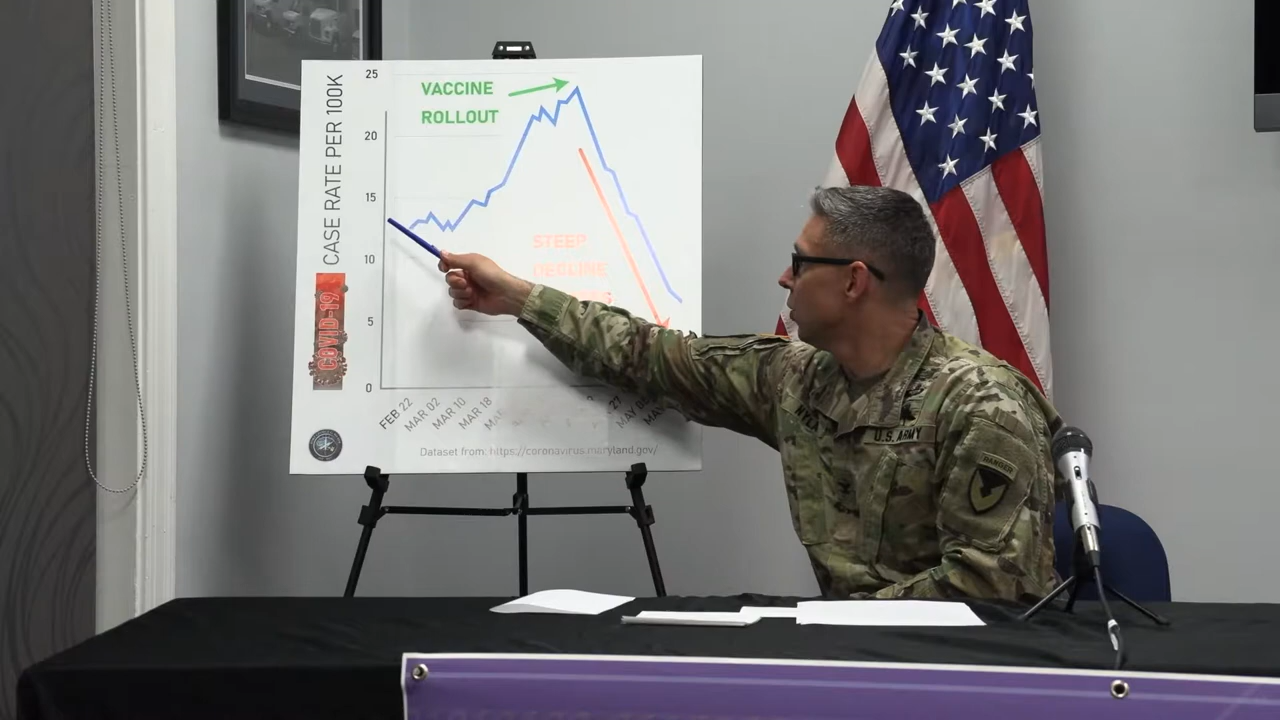 CASE RATE PER 100K
COVID-19
25
20
15
10
5
0
VACCINE
ROLLOUT
STEEP
DECLINE
FEB 22
MAR 02
MAR 10
MAR 18
Dataset from: https://coronavirus.maryland.gov/
U.S. ARMY
RANGER